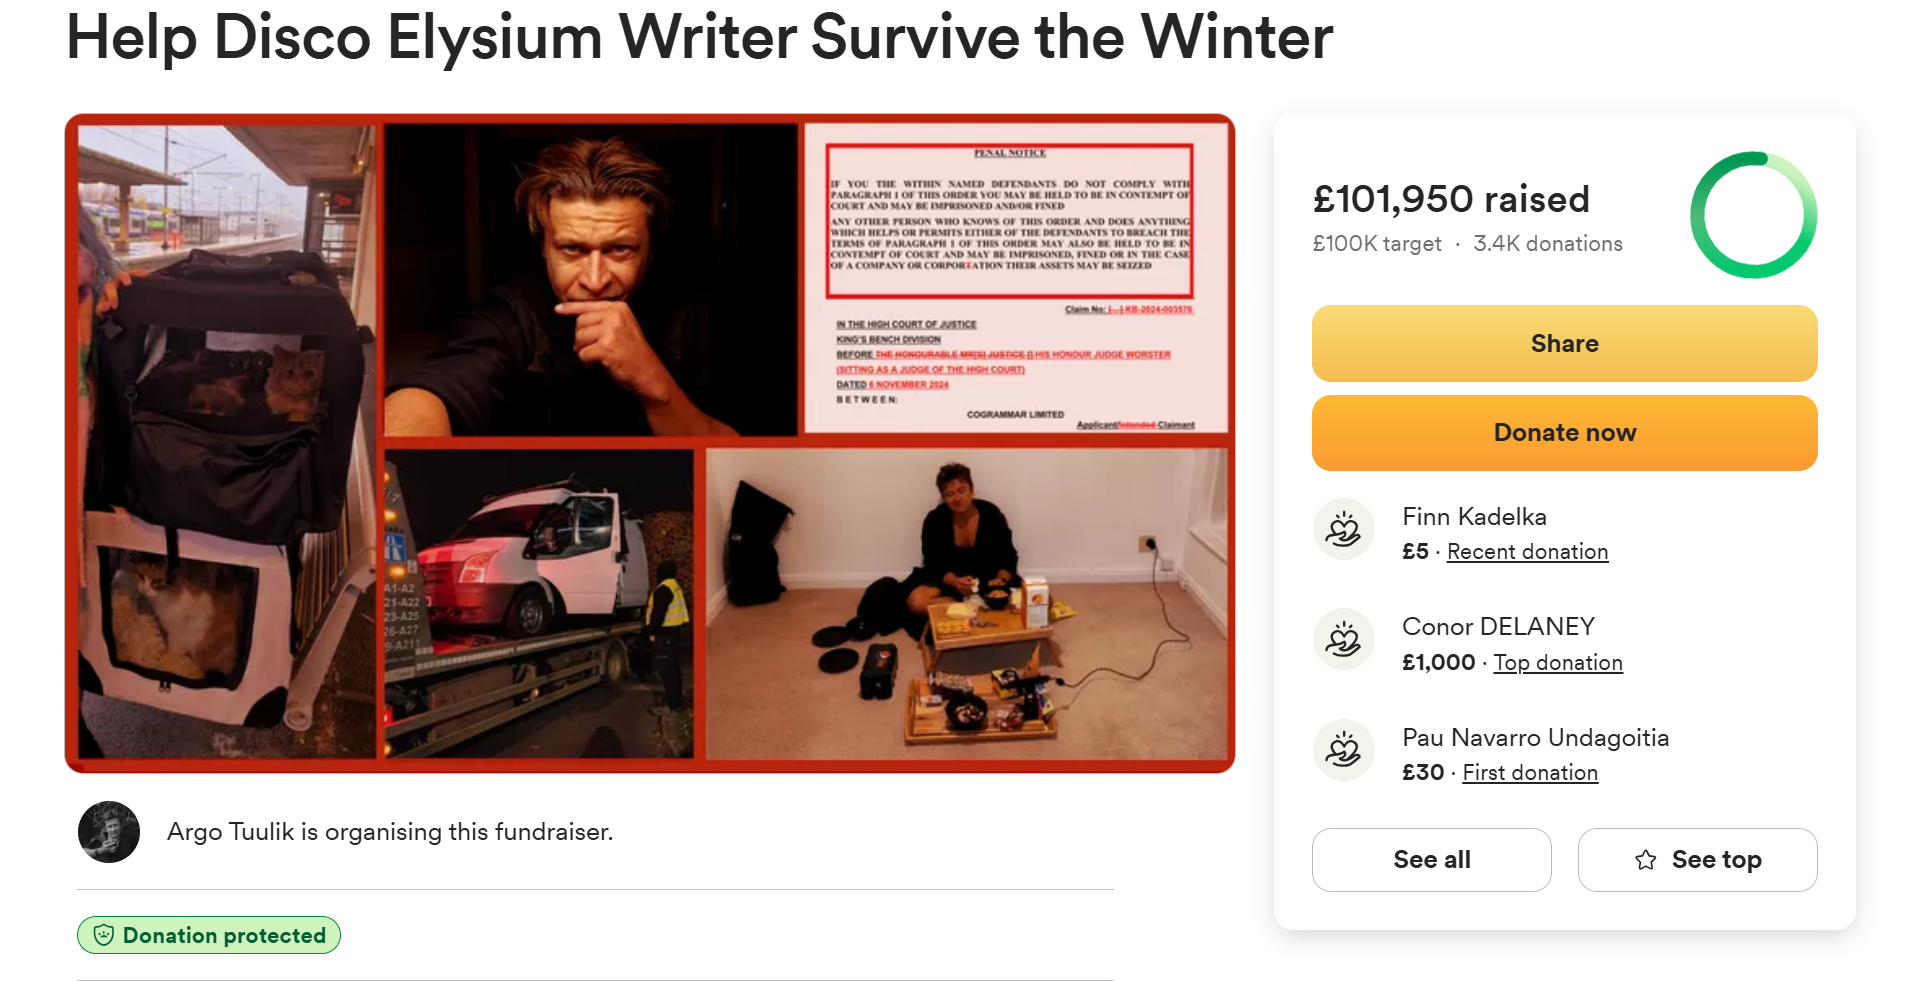 Help Disco Elysium Writer Survive the Winter
PENAL NOTICE
IF YOU THE WITHIN NAMED DEFENDANTS DO NOT COMPLY WITH
PARAGRAPH 1 OF THIS ORDER YOU MAY BE HELD TO BE IN CONTEMPT OF
COURT AND MAY BE IMPRISONED AND/OR FINED
ANY OTHER PERSON WHO KNOWS OF THIS ORDER AND DOES ANYTHING
WHICH HELPS OR PERMITS EITHER OF THE DEFENDANTS TO BREACH THE
TERMS OF PARAGRAPH 1 OF THIS ORDER MAY ALSO BE HELD TO BE IN
CONTEMPT OF COURT AND MAY BE IMPRISONED, FINED OR IN THE CASE
OF A COMPANY OR CORPORTATION THEIR ASSETS MAY BE SEIZED
Claim No: [...] KB-2024-003576
IN THE HIGH COURT OF JUSTICE
KING'S BENCH DIVISION
BEFORE THE HONOURABLE MR[S] JUSTICE [] HIS HONOUR JUDGE WORSTER
(SITTING AS A JUDGE OF THE HIGH COURT)
DATED 6 NOVEMBER 2024
B E T W E E N:
COGRAMMAR LIMITED
Applicant/Intended Claimant
A1-A2
21-A22
23-A25
26-A27
9-A211
Argo Tuulik is organising this fundraiser.
Donation protected
£101,950 raised
£100K target · 3.4K donations
Share
Donate now
Finn Kadelka
£5 · Recent donation
Conor DELANEY
£1,000 · Top donation
Pau Navarro Undagoitia
£30 · First donation
See all
See top